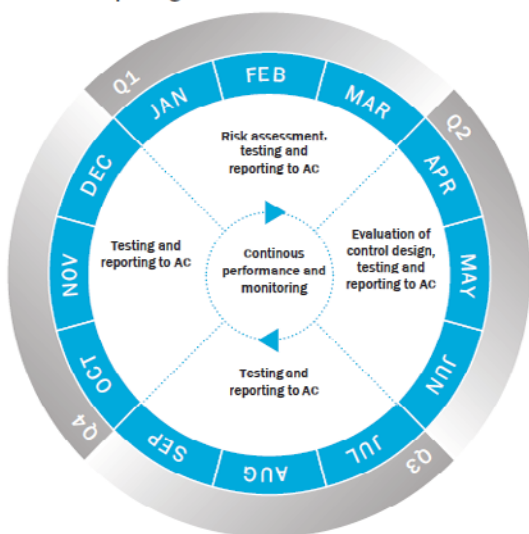 Q1
JAN
FEB
MAR
Q2
APR
MAY
JUN
Q3
JUL
AUG
SEP
Q4
OCT
NOV
DEC
Risk assessment,
testing and
reporting to AC
Evaluation of
control design,
testing and
reporting to AC
Testing and
reporting to AC
Testing and
reporting to AC
Continous
performance and
monitoring